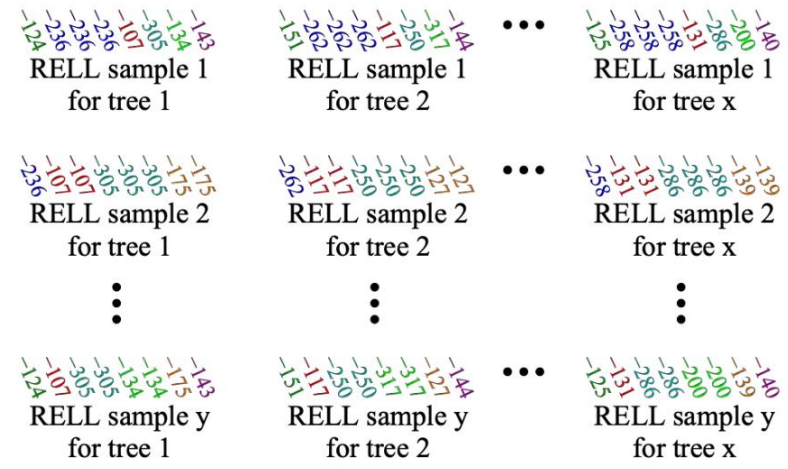 –124 –236 –236 –236 –107 –305 –134 –143 –151 –262 –262 –262 –117 –250 –317 –144 ••• –125 –258 –258 –258 –131 –286 –200 –140
RELL sample 1 RELL sample 1 RELL sample 1
for tree 1 for tree 2 for tree x
–236 –107 –107 –305 –305 –305 –175 –175 –262 –117 –117 –250 –250 –250 –127 –127 ••• –258 –131 –131 –286 –286 –286 –139 –139
RELL sample 2 RELL sample 2 RELL sample 2
for tree 1 for tree 2 for tree x
–124 –107 –305 –305 –134 –134 –175 –143 –151 –117 –250 –250 –317 –317 –127 –144 ••• –125 –131 –286 –286 –200 –200 –139 –140
RELL sample y RELL sample y RELL sample y
for tree 1 for tree 2 for tree x